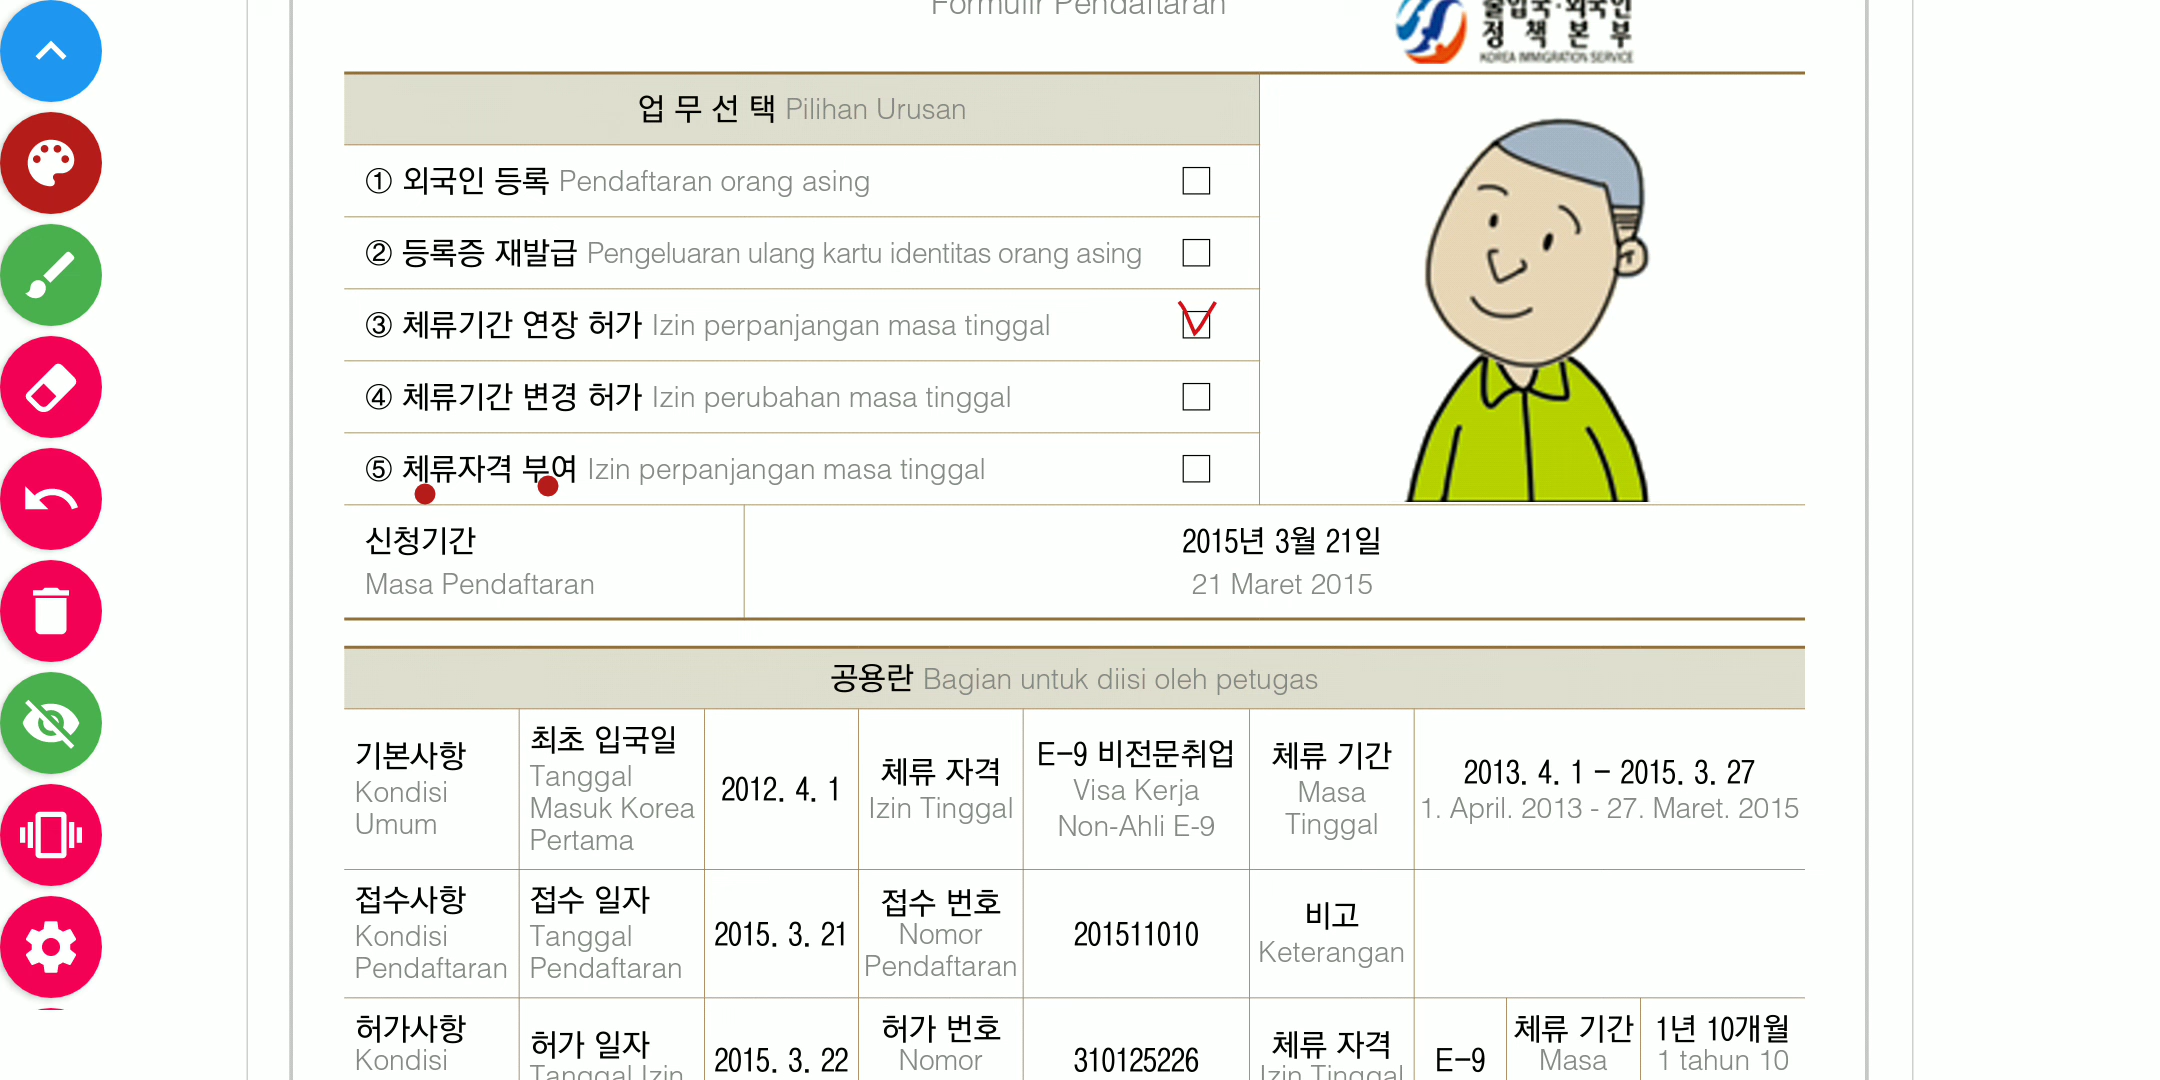 Formulir Pendaftaran
출입국·외국인
정 책 본 부
KOREA IMMIGRATION SERVICE
업 무 선 택 Pilihan Urusan
① 외국인 등록 Pendaftaran orang asing
② 등록증 재발급 Pengeluaran ulang kartu identitas orang asing
③ 체류기간 연장 허가 Izin perpanjangan masa tinggal
④ 체류기간 변경 허가 Izin perubahan masa tinggal
⑤ 체류자격 부여 Izin perpanjangan masa tinggal
신청기간
Masa Pendaftaran
2015년 3월 21일
21 Maret 2015
공용란 Bagian untuk diisi oleh petugas
기본사항
Kondisi
Umum
최초 입국일
Tanggal
Masuk Korea
Pertama
2012. 4. 1
체류 자격
Izin Tinggal
E-9 비전문취업
Visa Kerja
Non-Ahli E-9
체류 기간
Masa
Tinggal
2013. 4. 1 - 2015. 3. 27
1. April. 2013 - 27. Maret. 2015
접수사항
Kondisi
Pendaftaran
접수 일자
Tanggal
Pendaftaran
2015. 3. 21
접수 번호
Nomor
Pendaftaran
201511010
비고
Keterangan
허가사항
Kondisi
허가 일자
Tanggal Izin
2015. 3. 22
허가 번호
Nomor
310125226
체류 자격
Izin Tinggal
E-9
체류 기간
Masa
1년 10개월
1 tahun 10